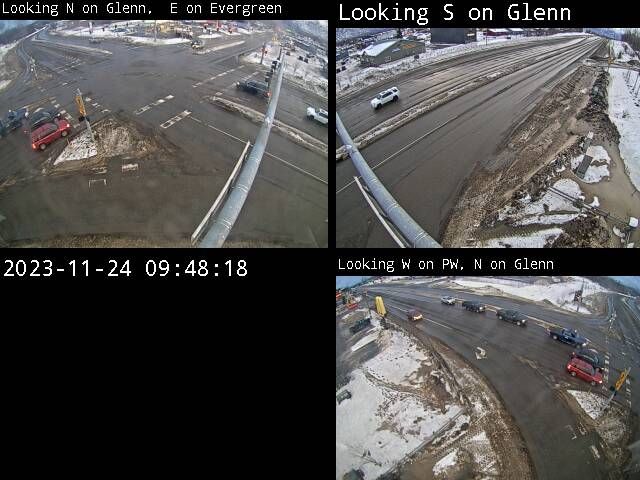 Looking N on Glenn,  E on Evergreen
Looking S on Glenn
2023-11-24 09:48:18
Looking W on PW, N on Glenn